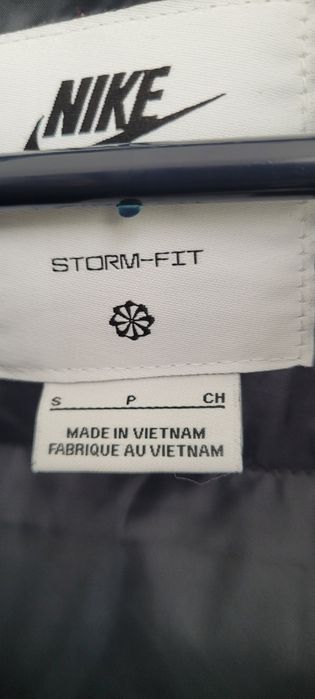 NIKE
STORM-FIT
S P CH
MADE IN VIETNAM
FABRIQUE AU VIETNAM